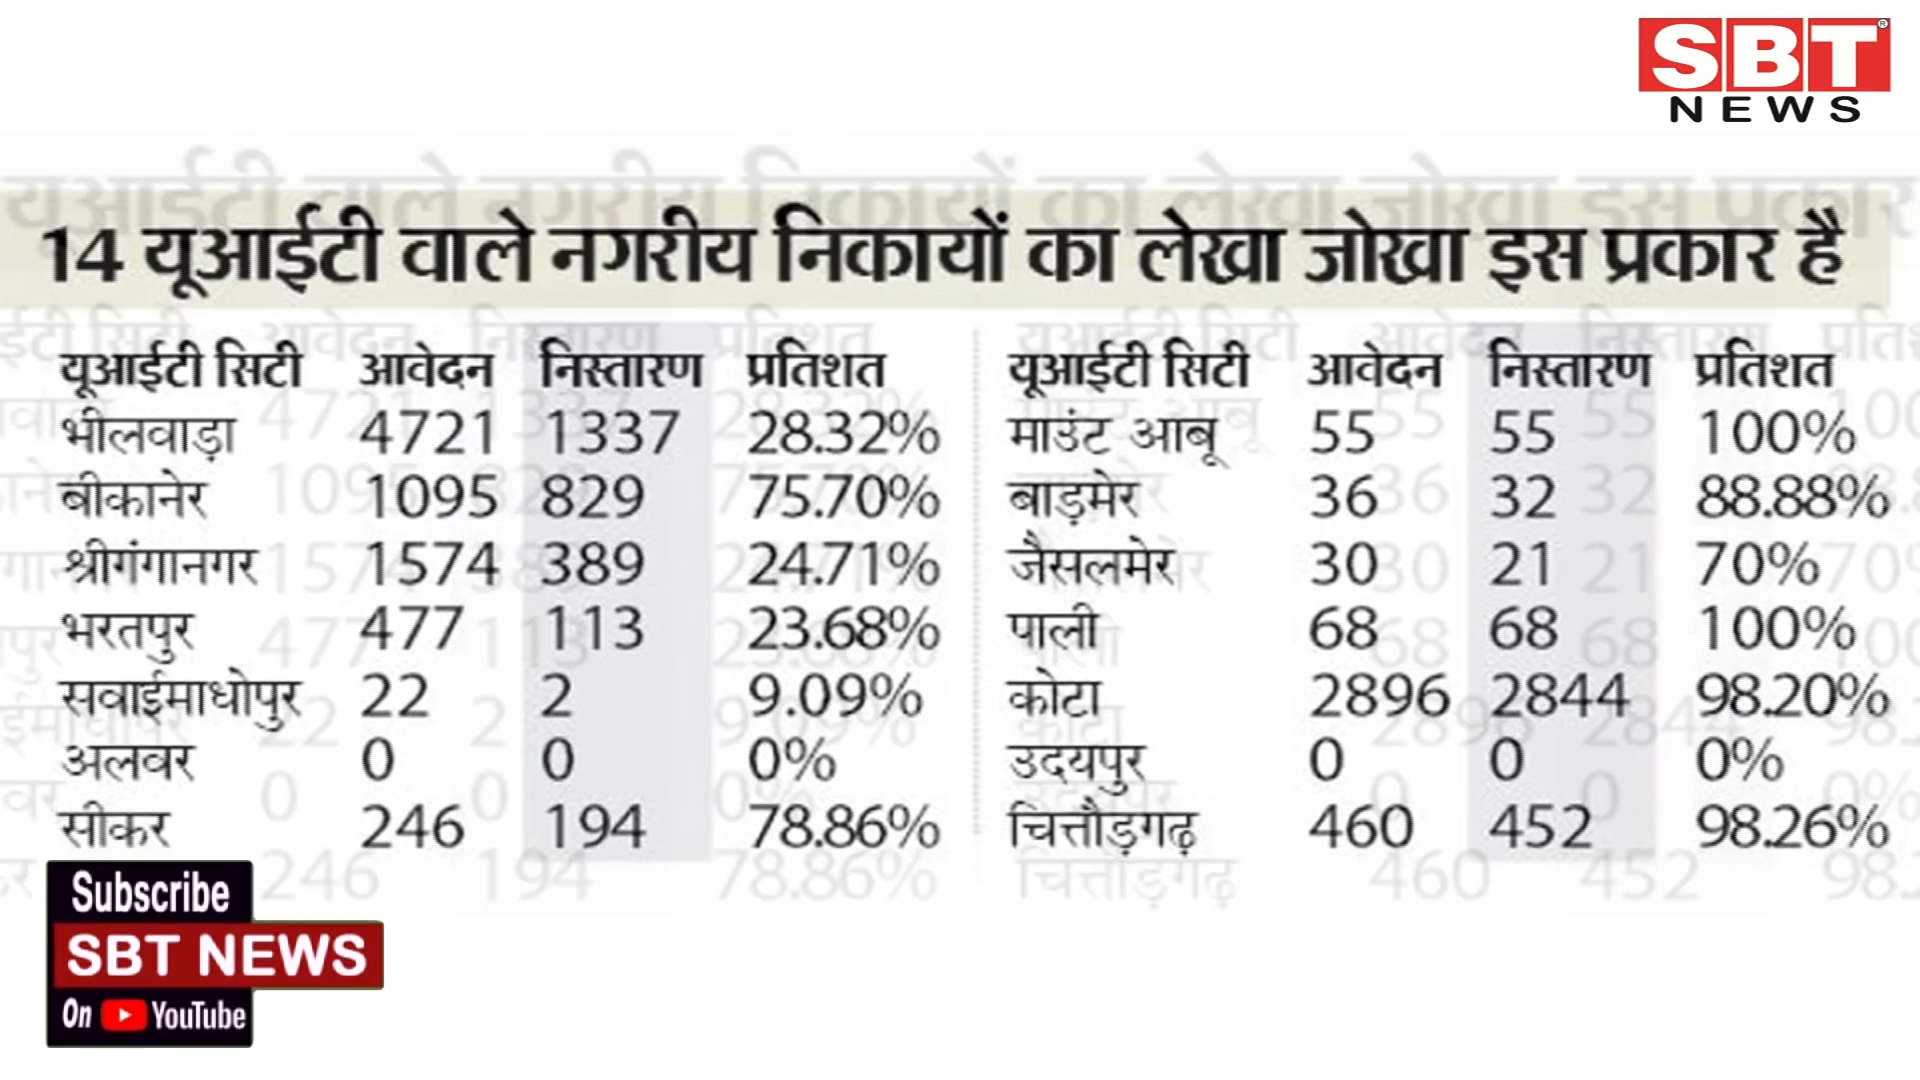 SBT
NEWS
14 यूआईटी वाले नगरीय निकायों का लेखा जोखा इस प्रकार है
यूआईटी सिटी आवेदन निस्तारण प्रतिशत
भीलवाड़ा 4721 1337 28.32%
बीकानेर 1095 829 75.70%
श्रीगंगानगर 1574 389 24.71%
भरतपुर 477 113 23.68%
सवाईमाधोपुर 22 2 9.09%
अलवर 0 0 0%
सीकर 246 194 78.86%
यूआईटी सिटी आवेदन निस्तारण प्रतिशत
माउंट आबू 55 55 100%
बाड़मेर 36 32 88.88%
जैसलमेर 30 21 70%
पाली 68 68 100%
कोटा 2896 2844 98.20%
उदयपुर 0 0 0%
चित्तौड़गढ़ 460 452 98.26%
Subscribe
SBT NEWS
On YouTube